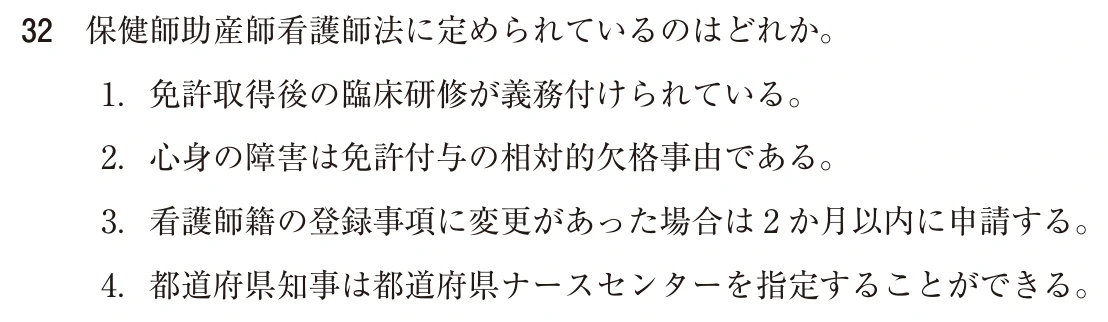 32 保健師助産師看護師法に定められているのはどれか。
1. 免許取得後の臨床研修が義務付けられている。
2. 心身の障害は免許付与の相対的欠格事由である。
3. 看護師籍の登録事項に変更があった場合は2か月以内に申請する。
4. 都道府県知事は都道府県ナースセンターを指定することができる。